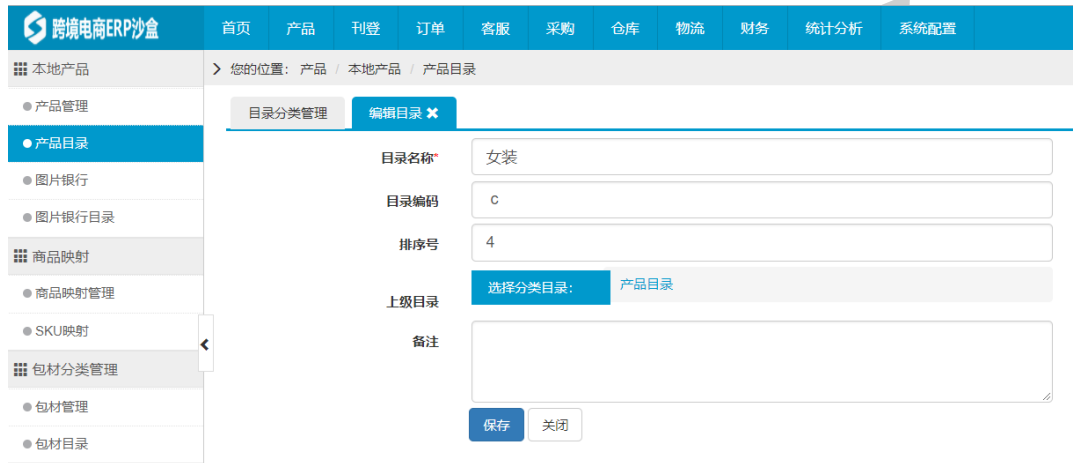 跨境电商ERP沙盒
首页 产品 刊登 订单 客服 采购 仓库 物流 财务 统计分析 系统配置
本地产品
产品管理
产品目录
图片银行
图片银行目录
商品映射
商品映射管理
SKU映射
包材分类管理
包材管理
包材目录
您的位置： 产品 / 本地产品 / 产品目录
目录分类管理 编辑目录 ✖
目录名称* 女装
目录编码 c
排序号 4
上级目录 选择分类目录： 产品目录
备注
保存 关闭